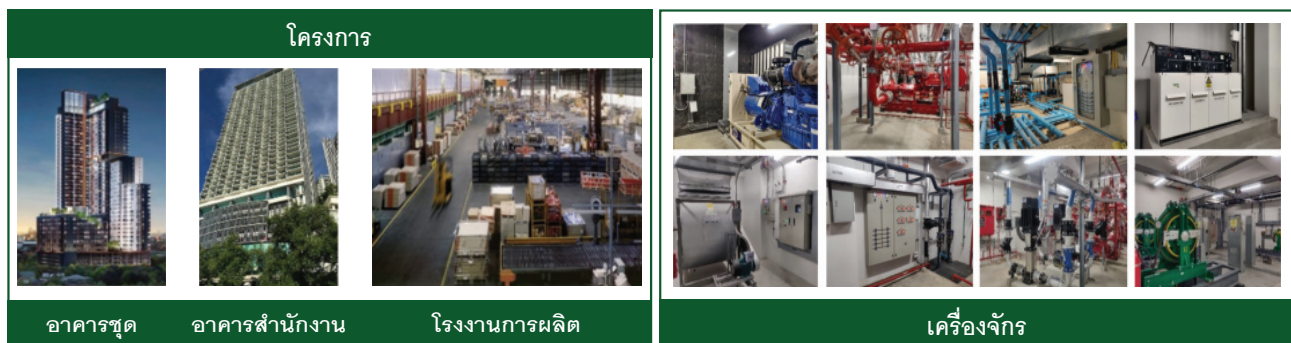 โครงการ
อาคารชุด
อาคารสำนักงาน
โรงงานการผลิต
เครื่องจักร